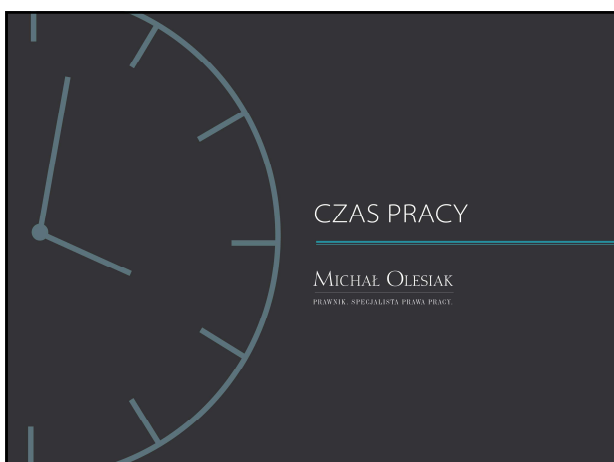 CZAS PRACY
MICHAŁ OLESIAK
PRAWNIK. SPECJALISTA PRAWA PRACY.